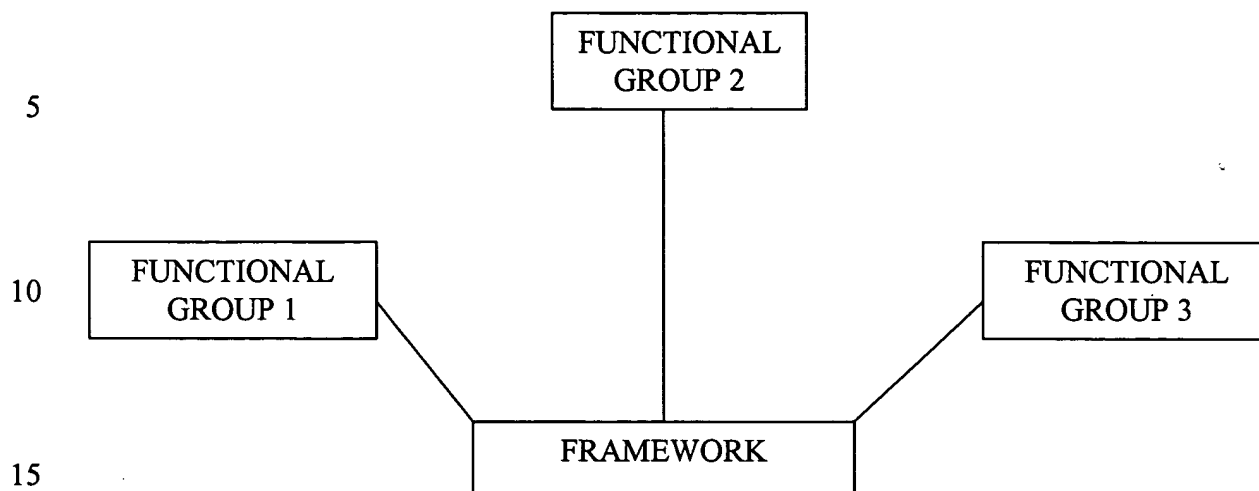 FUNCTIONAL
GROUP 2
5
FUNCTIONAL
GROUP 1
FUNCTIONAL
GROUP 3
10
FRAMEWORK
15